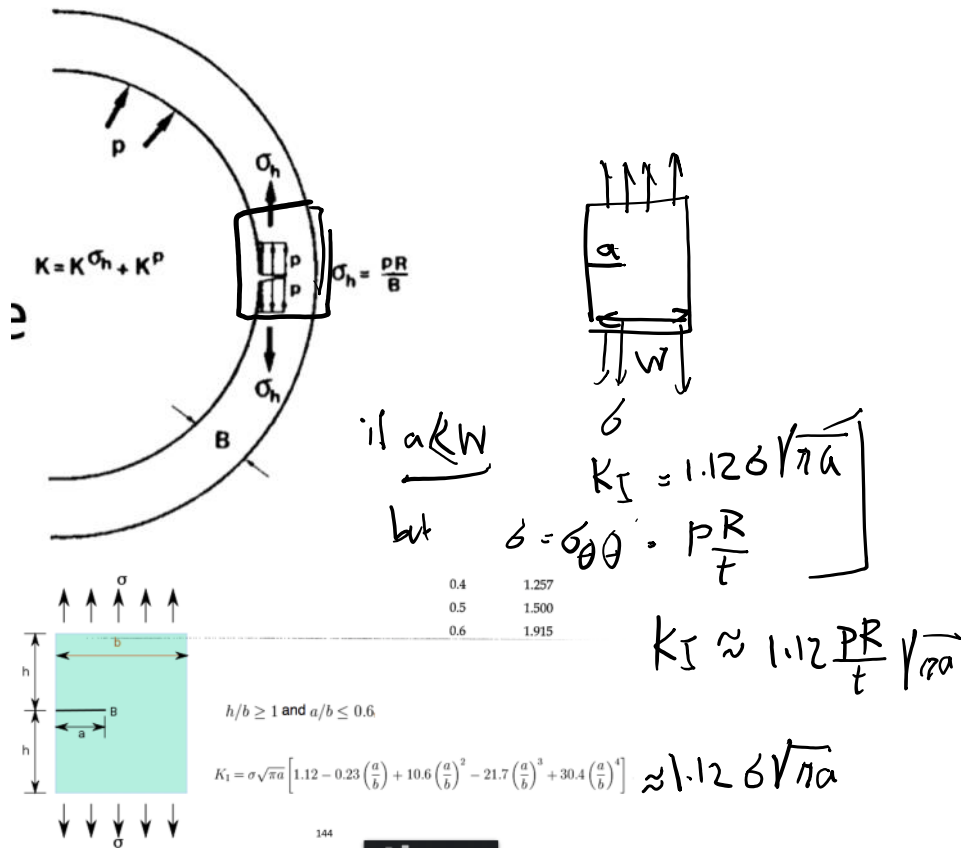 p
σh
K = K^σh + K^p
p
p
σh = pR/B
σh
B
e
a
W
σ
if a≪W
K_I = 1.12σ√πa
but σ = σθθ = pR/t
K_I ≈ 1.12 pR/t √πa
0.4 1.257
0.5 1.500
0.6 1.915
σ
b
h
a
B
h
σ
h/b ≥ 1 and a/b ≤ 0.6
K_I = σ√πa [1.12 − 0.23 (a/b) + 10.6 (a/b)^2 − 21.7 (a/b)^3 + 30.4 (a/b)^4] ≈1.12σ√πa
144